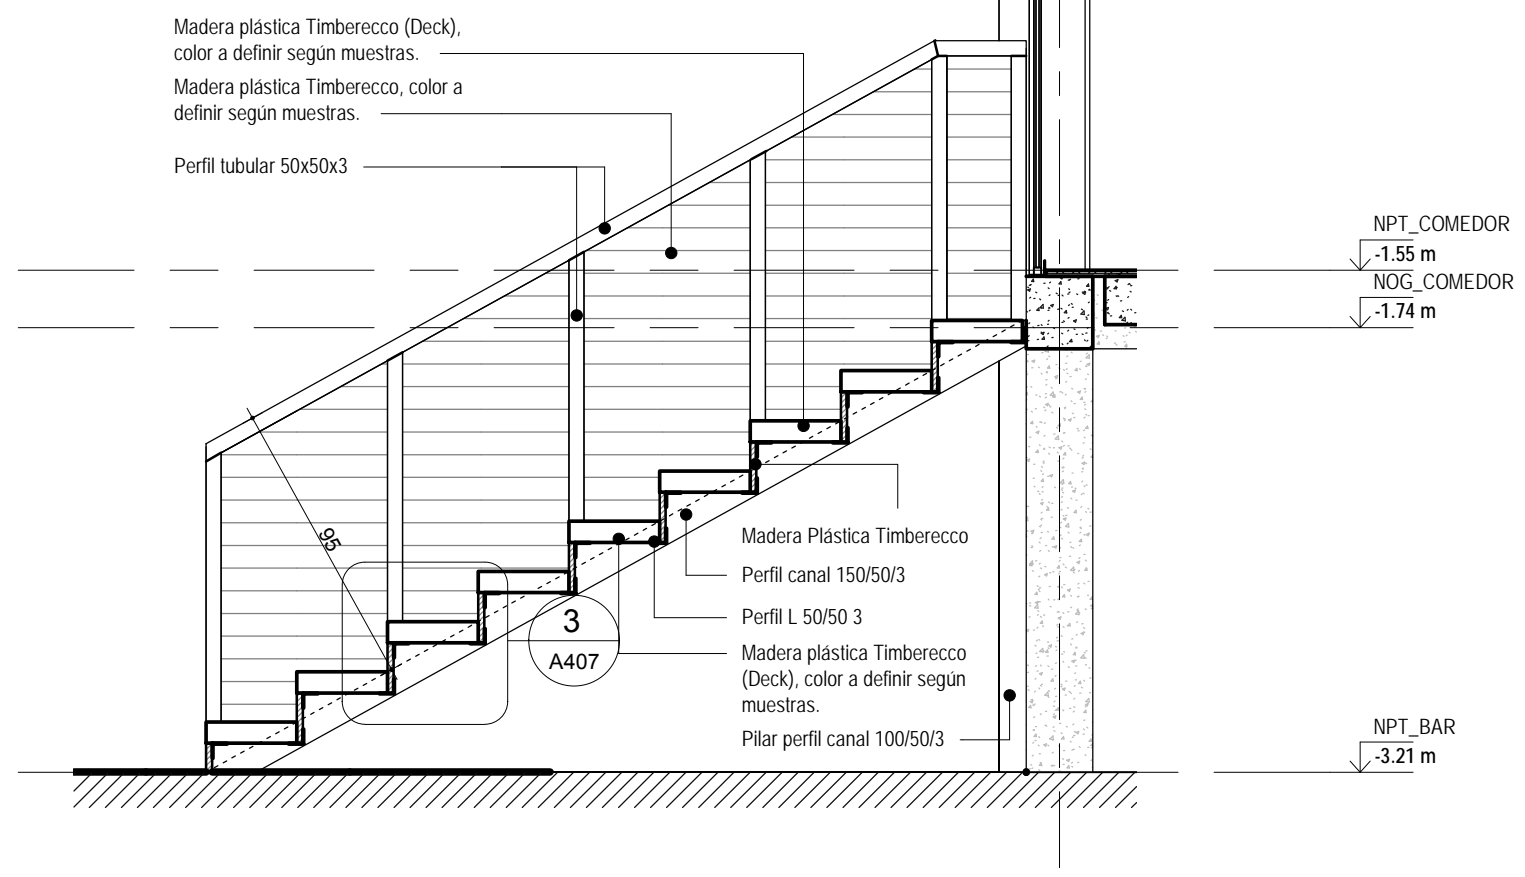 Madera plástica Timberecco (Deck),
color a definir según muestras.
Madera plástica Timberecco, color a
definir según muestras.
Perfil tubular 50x50x3
NPT_COMEDOR
-1.55 m
NOG_COMEDOR
-1.74 m
95
Madera Plástica Timberecco
Perfil canal 150/50/3
3
A407
Perfil L 50/50 3
Madera plástica Timberecco
(Deck), color a definir según
muestras.
Pilar perfil canal 100/50/3
NPT_BAR
-3.21 m